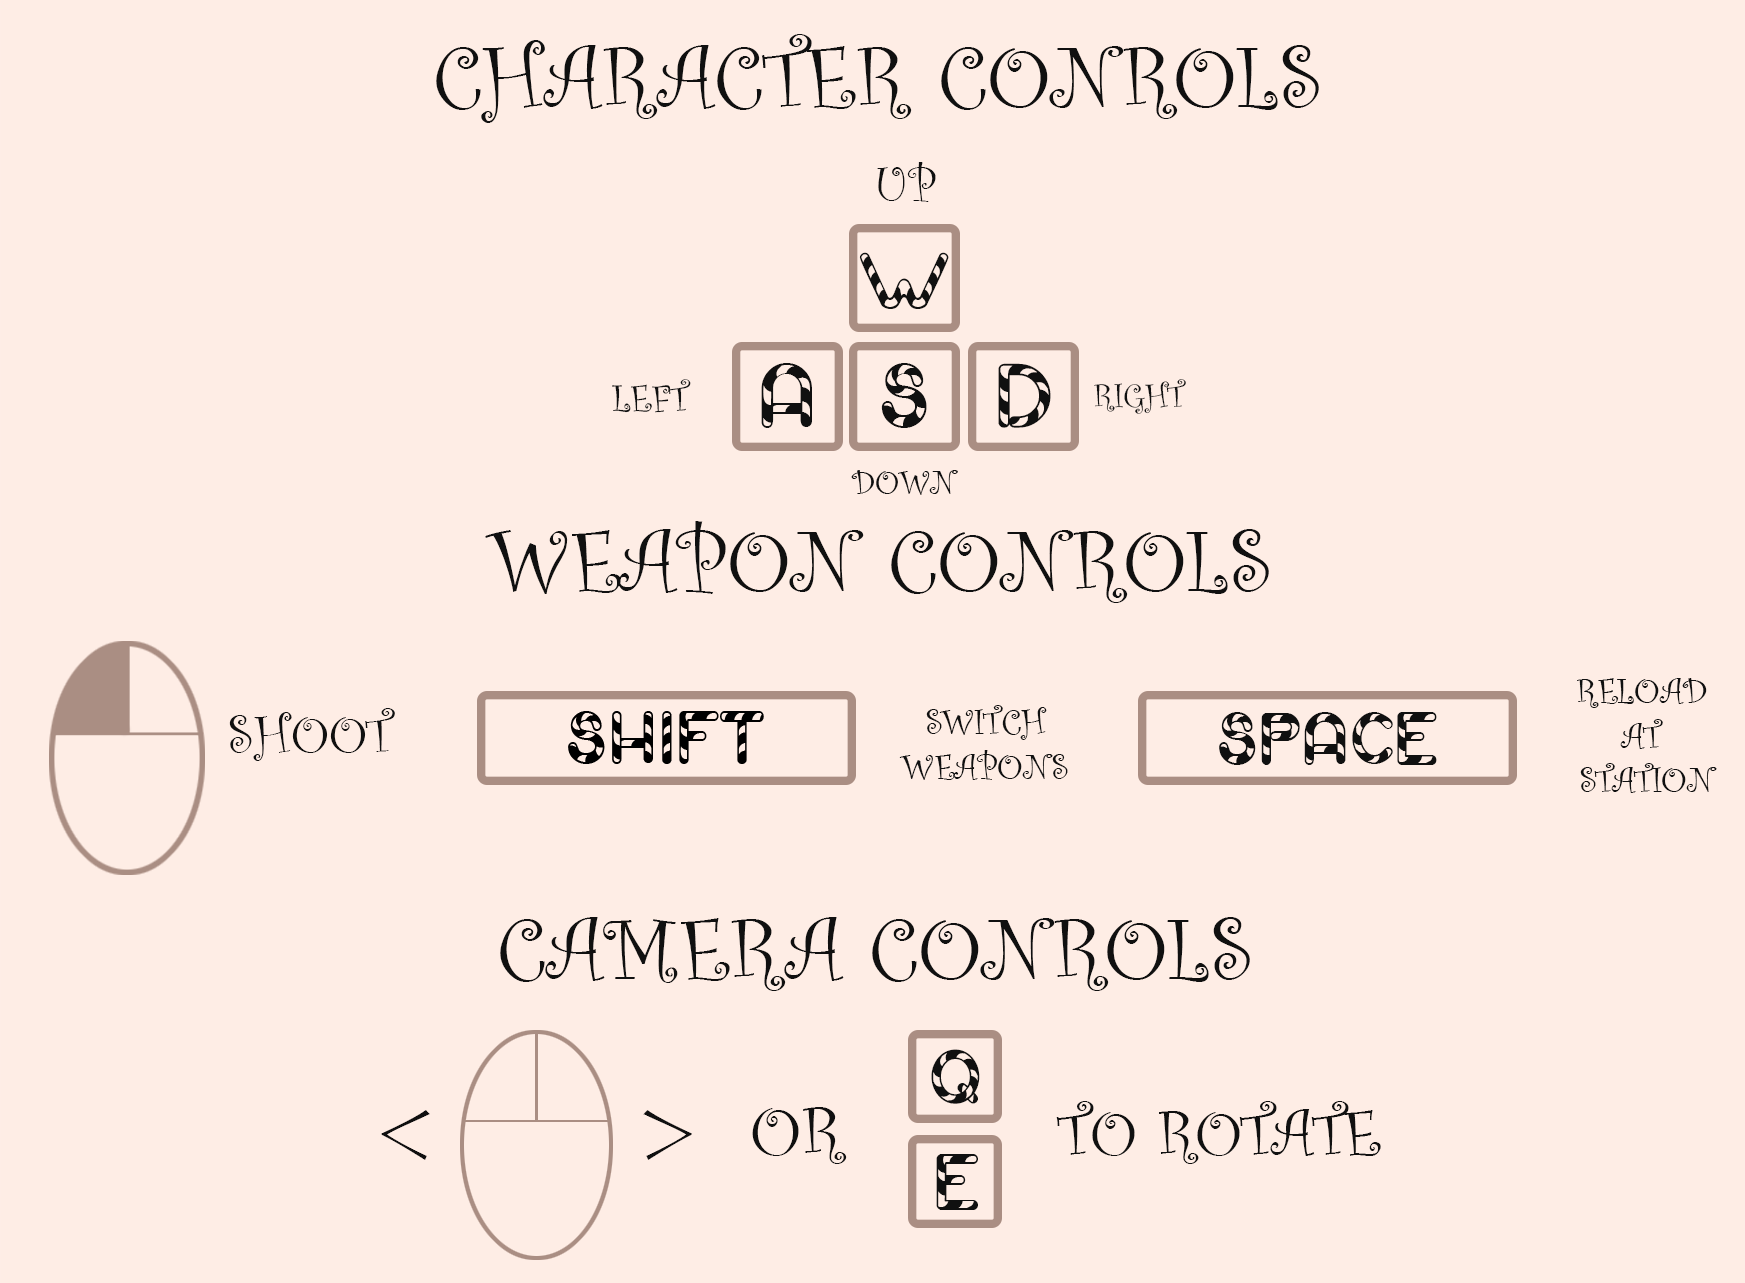 CHARACTER CONROLS
UP
W
LEFT A S D RIGHT
DOWN
WEAPON CONROLS
SHOOT SHIFT SWITCH WEAPONS SPACE RELOAD AT STATION
CAMERA CONROLS
< > OR Q E TO ROTATE